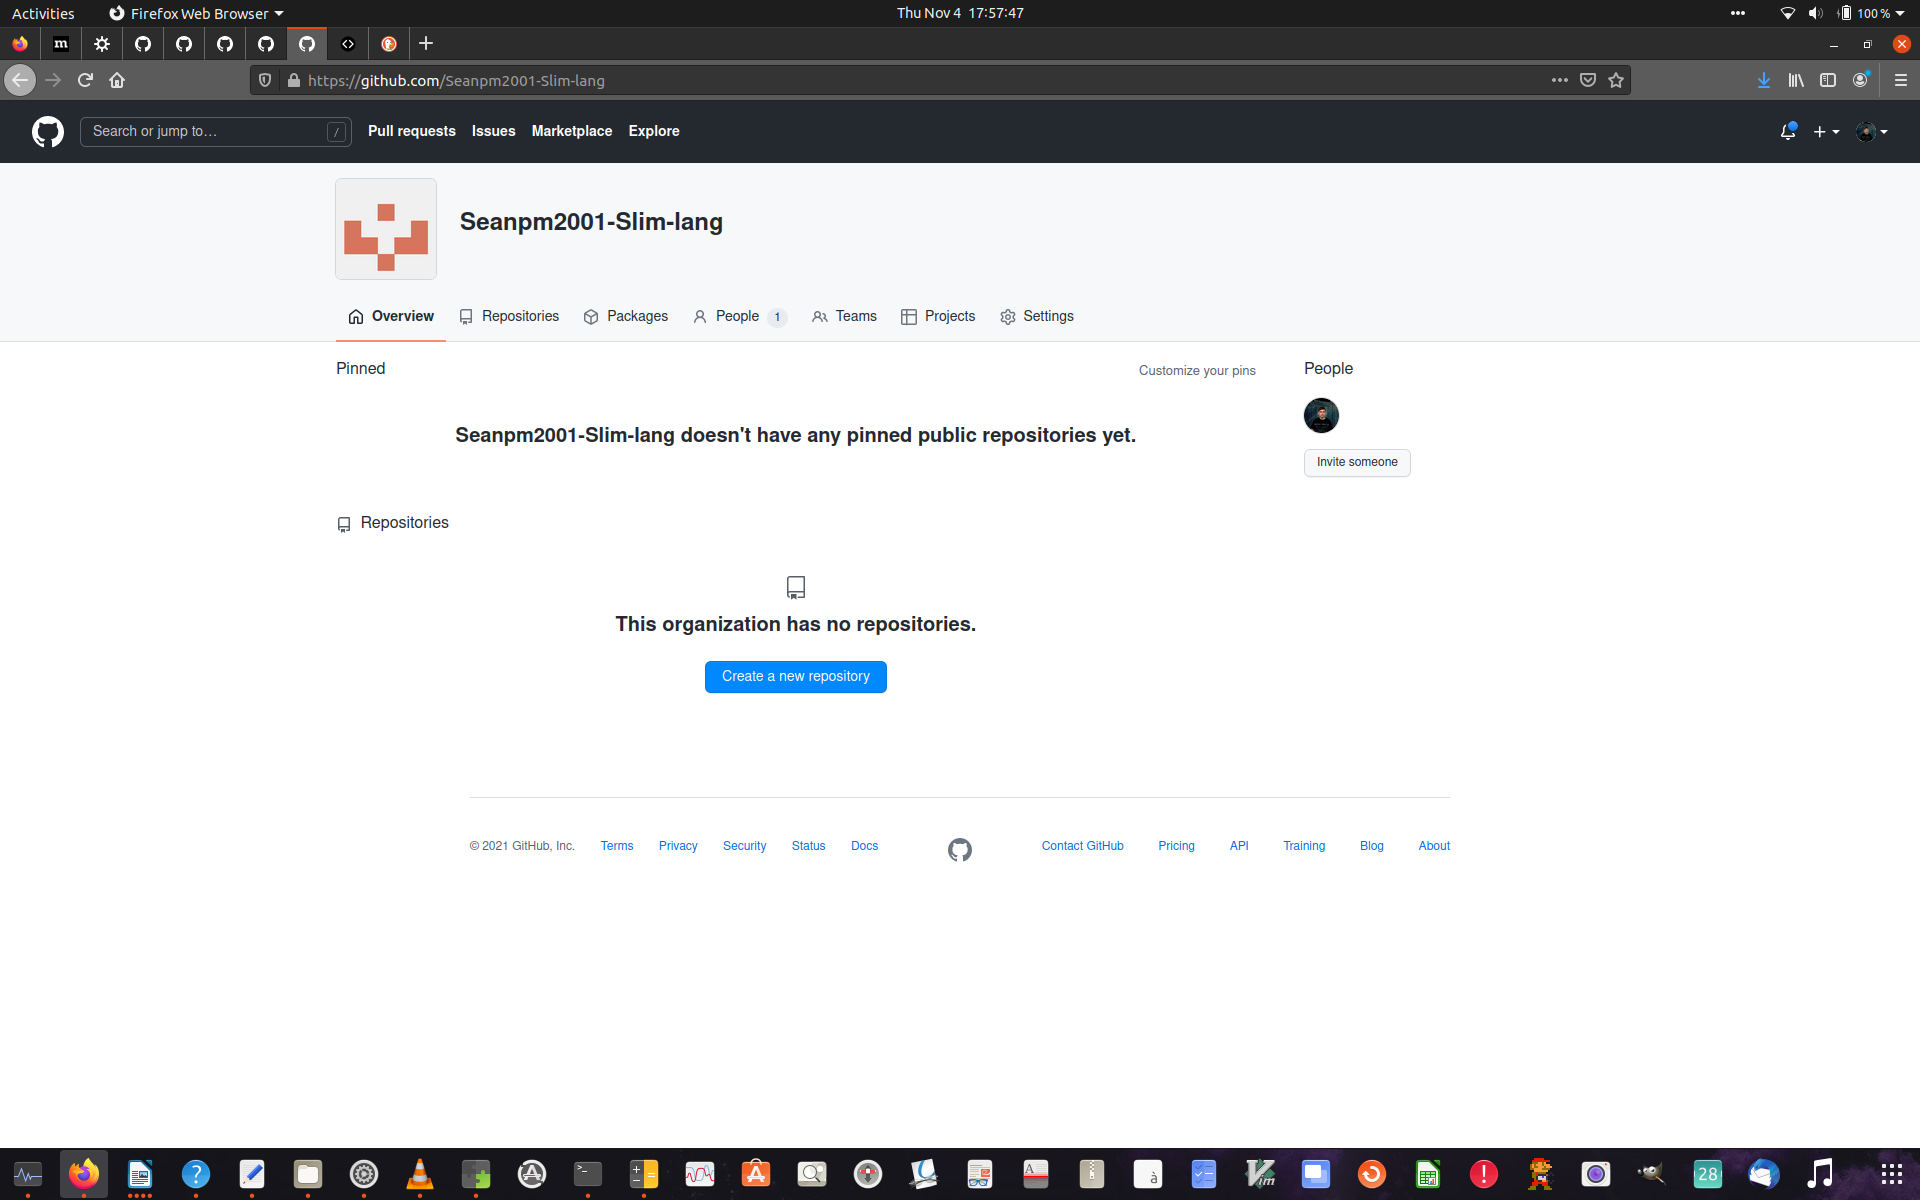 Activities
Firefox Web Browser
Thu Nov 4 17:57:47
100 %
m
https://github.com/Seanpm2001-Slim-lang
Search or jump to…
/
Pull requests
Issues
Marketplace
Explore
Seanpm2001-Slim-lang
Overview
Repositories
Packages
People 1
Teams
Projects
Settings
Pinned
Customize your pins
People
Seanpm2001-Slim-lang doesn't have any pinned public repositories yet.
Invite someone
Repositories
This organization has no repositories.
Create a new repository
© 2021 GitHub, Inc.
Terms
Privacy
Security
Status
Docs
Contact GitHub
Pricing
API
Training
Blog
About
?
>_
A
à
Vim
!
28